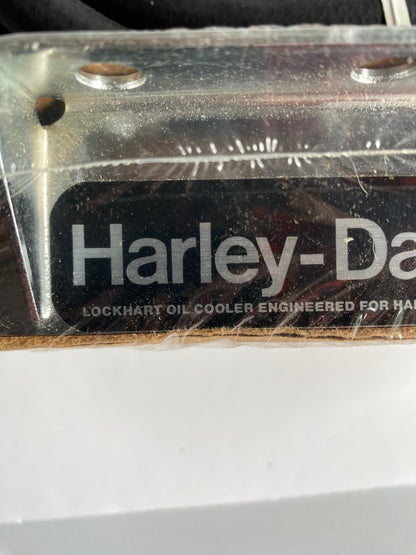 Harley-Da
LOCKHART OIL COOLER ENGINEERED FOR HA